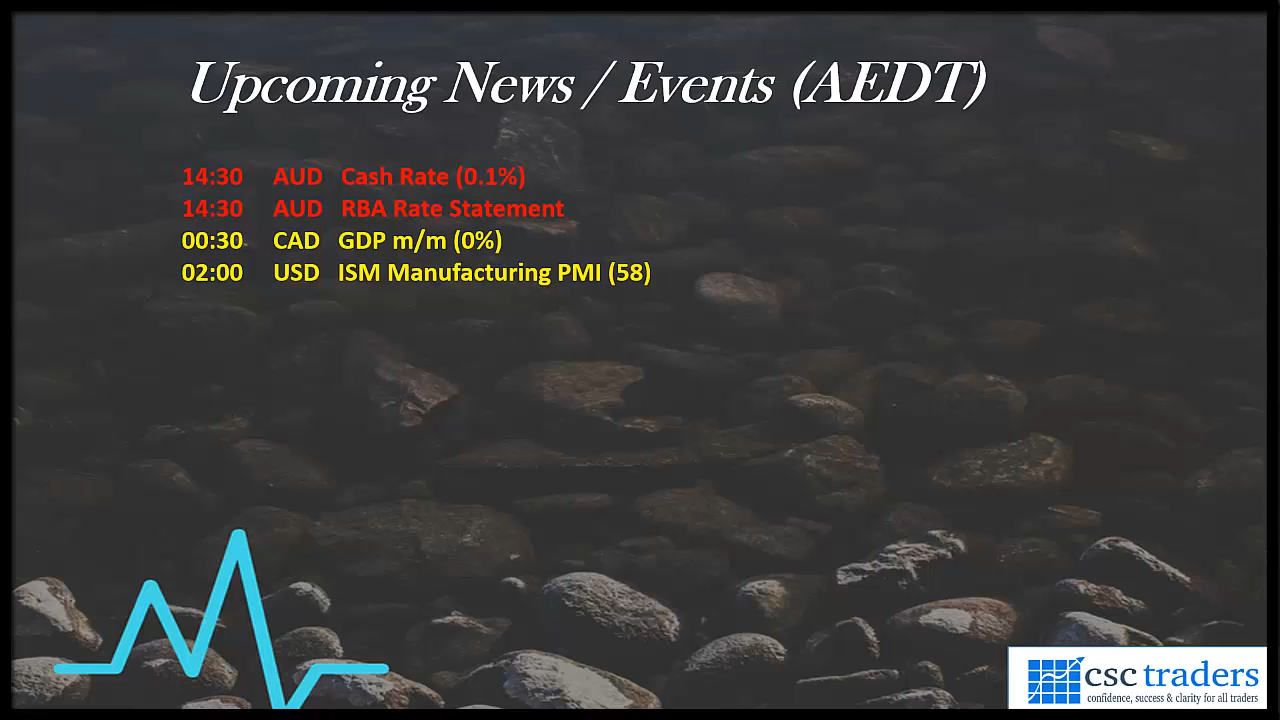 Upcoming News / Events (AEDT)
14:30 AUD Cash Rate (0.1%)
14:30 AUD RBA Rate Statement
00:30 CAD GDP m/m (0%)
02:00 USD ISM Manufacturing PMI (58)
csc traders
confidence, success & clarity for all traders